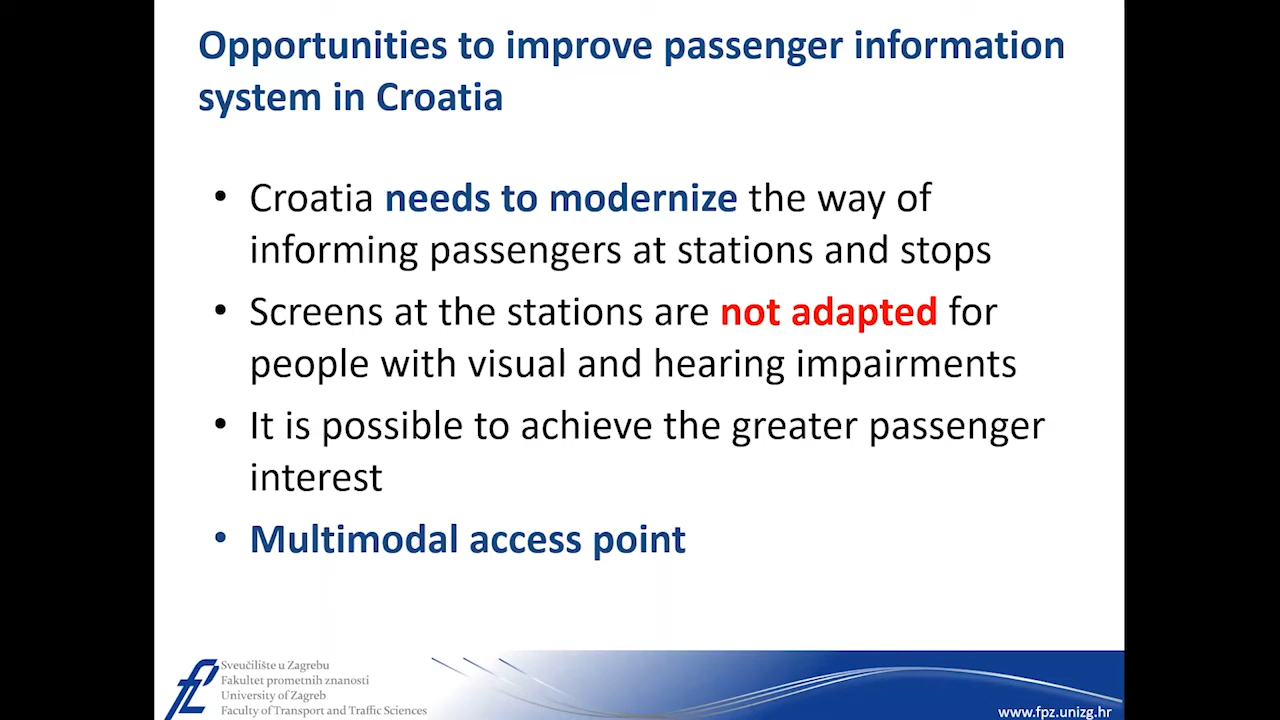 Opportunities to improve passenger information
system in Croatia
• Croatia needs to modernize the way of
informing passengers at stations and stops
• Screens at the stations are not adapted for
people with visual and hearing impairments
• It is possible to achieve the greater passenger
interest
• Multimodal access point
Sveučilište u Zagrebu
Fakultet prometnih znanosti
University of Zagreb
Faculty of Transport and Traffic Sciences
www.fpz.unizg.hr